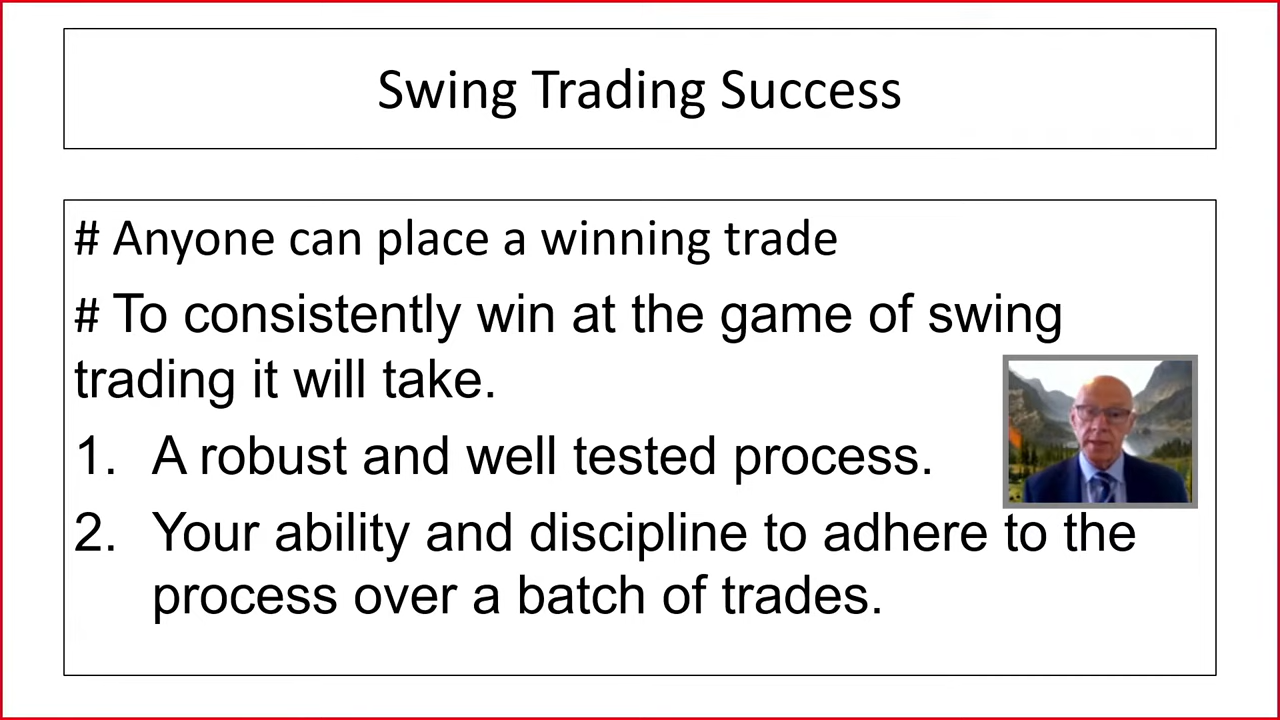 Swing Trading Success
# Anyone can place a winning trade
# To consistently win at the game of swing
trading it will take.
1. A robust and well tested process.
2. Your ability and discipline to adhere to the
process over a batch of trades.